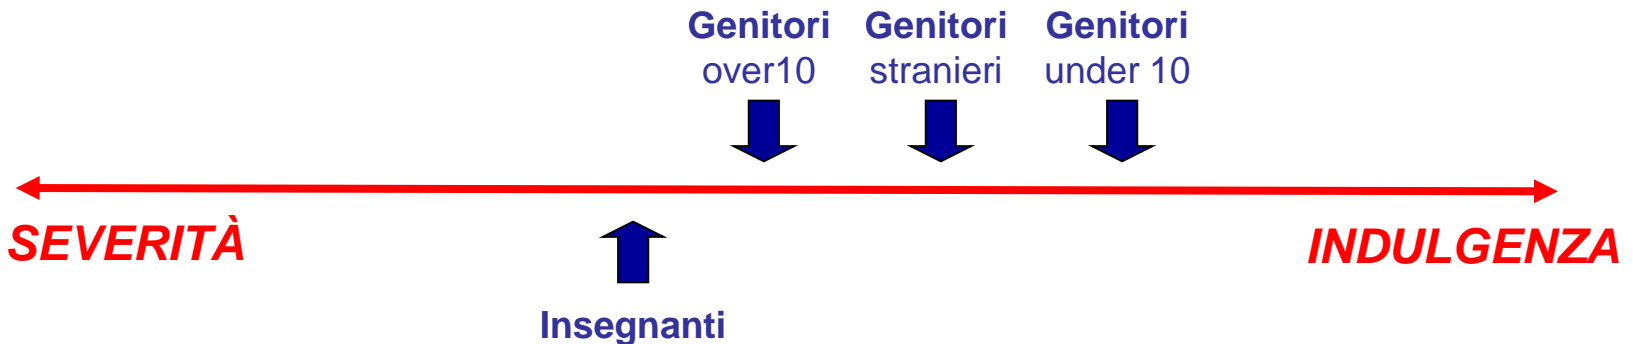 Genitori Genitori Genitori
over10 stranieri under 10
SEVERITÀ
INDULGENZA
Insegnanti